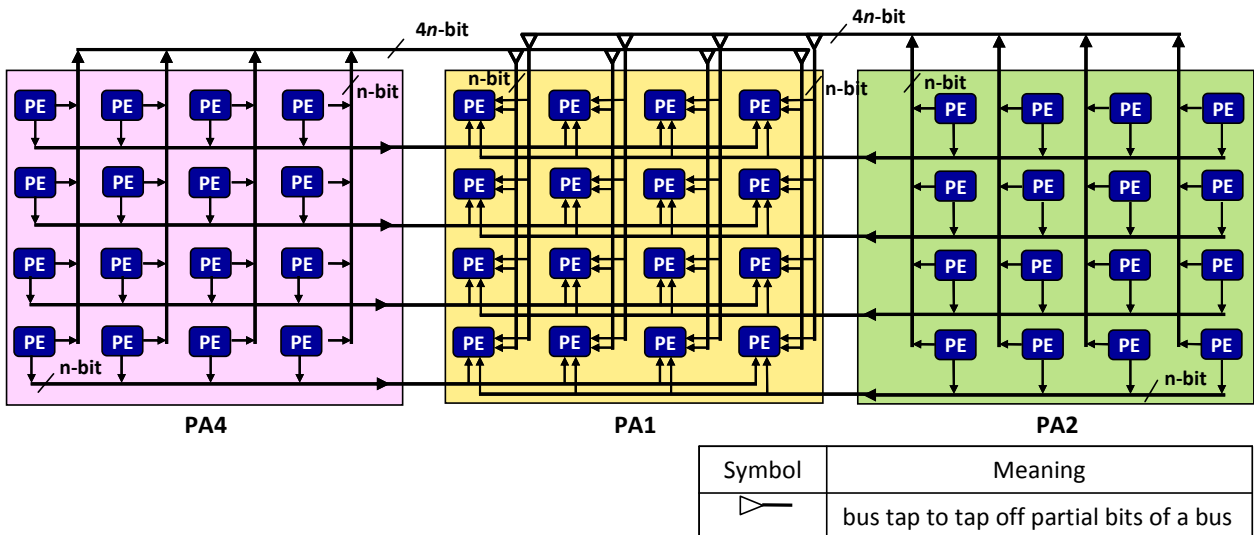 4n-bit 4n-bit
n-bit n-bit n-bit n-bit
PE PE PE PE PE PE PE PE PE PE PE PE
PE PE PE PE PE PE PE PE PE PE PE PE
PE PE PE PE PE PE PE PE PE PE PE PE
PE PE PE PE PE PE PE PE PE PE PE PE
n-bit n-bit
PA4 PA1 PA2
Symbol Meaning
bus tap to tap off partial bits of a bus